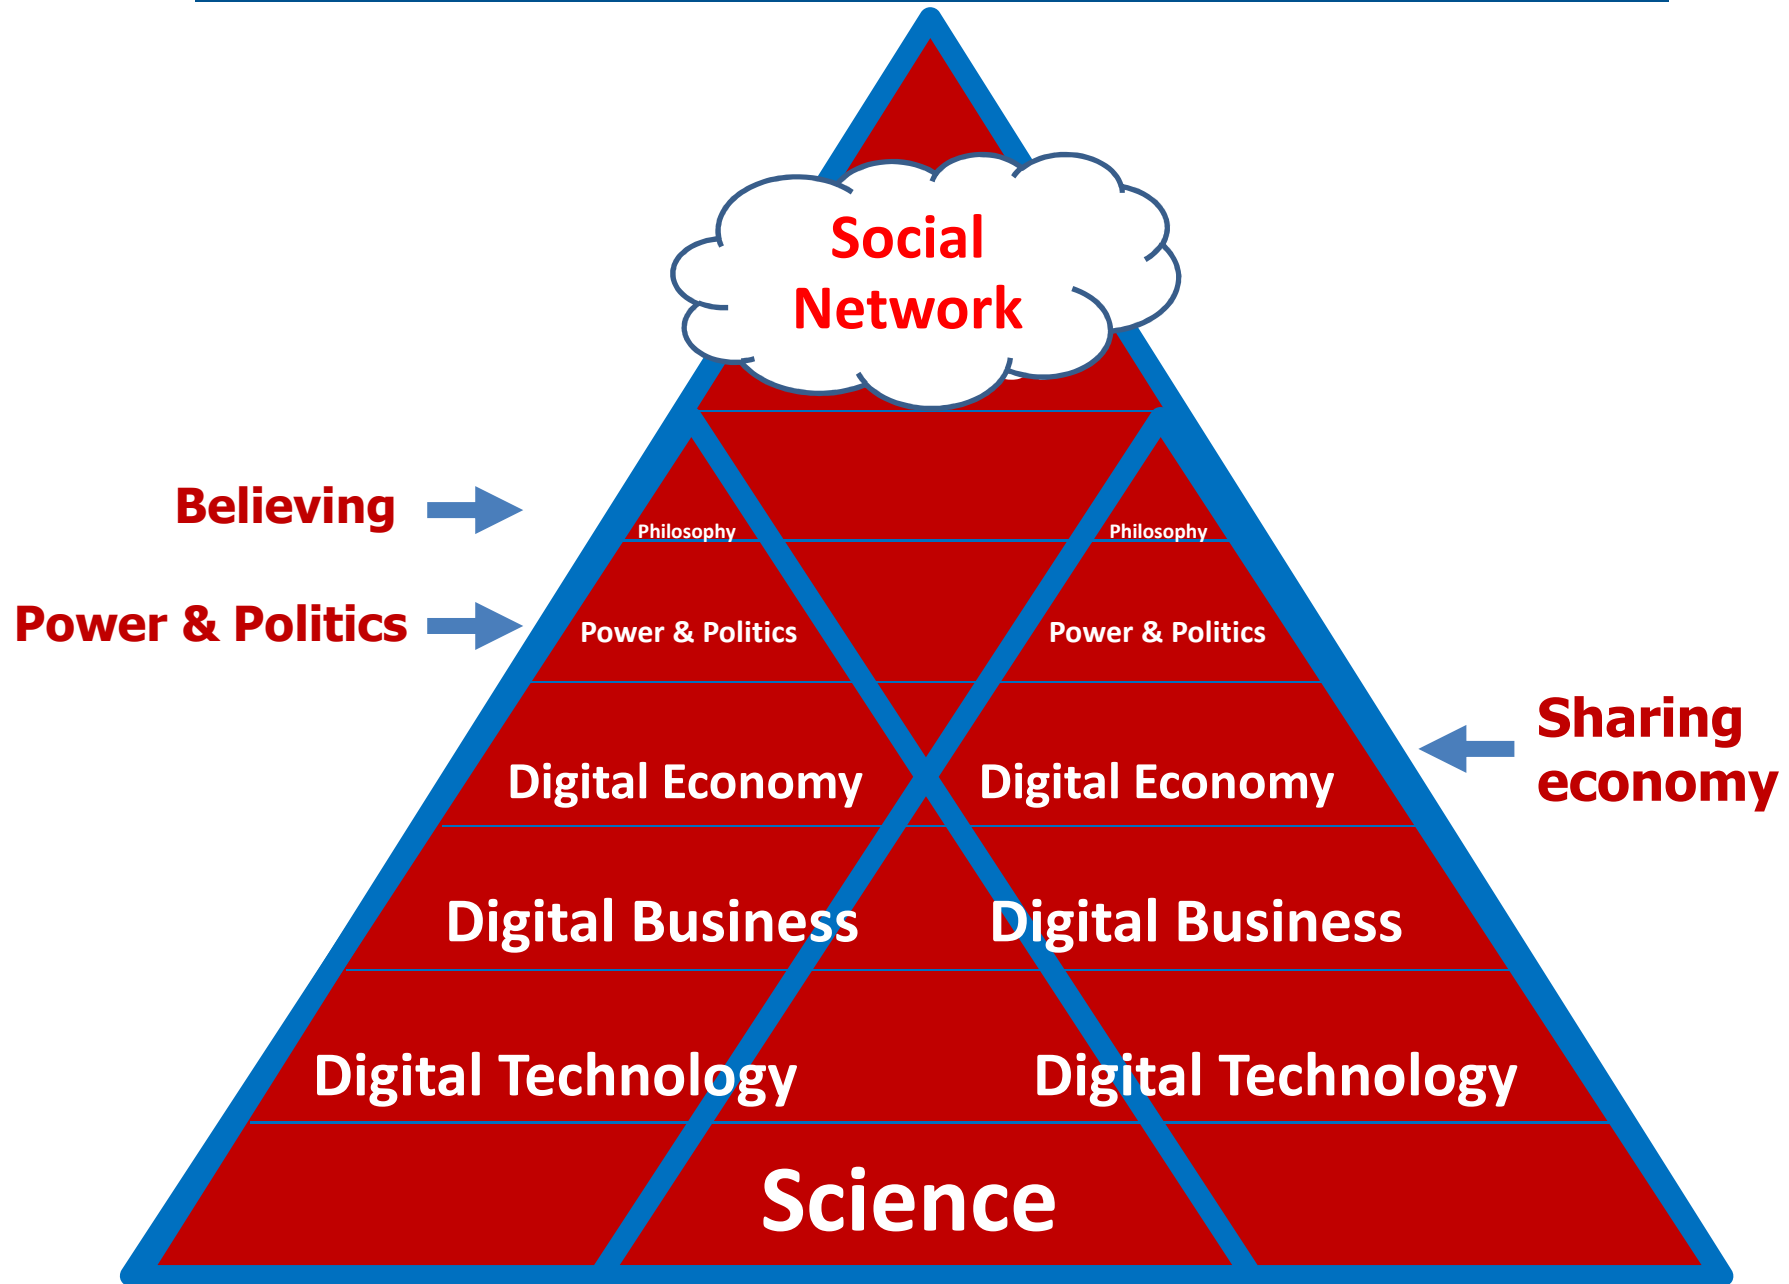 Social
Network
Believing
Philosophy
Philosophy
Power & Politics
Power & Politics
Power & Politics
Sharing
economy
Digital Economy
Digital Economy
Digital Business
Digital Business
Digital Technology
Digital Technology
Science